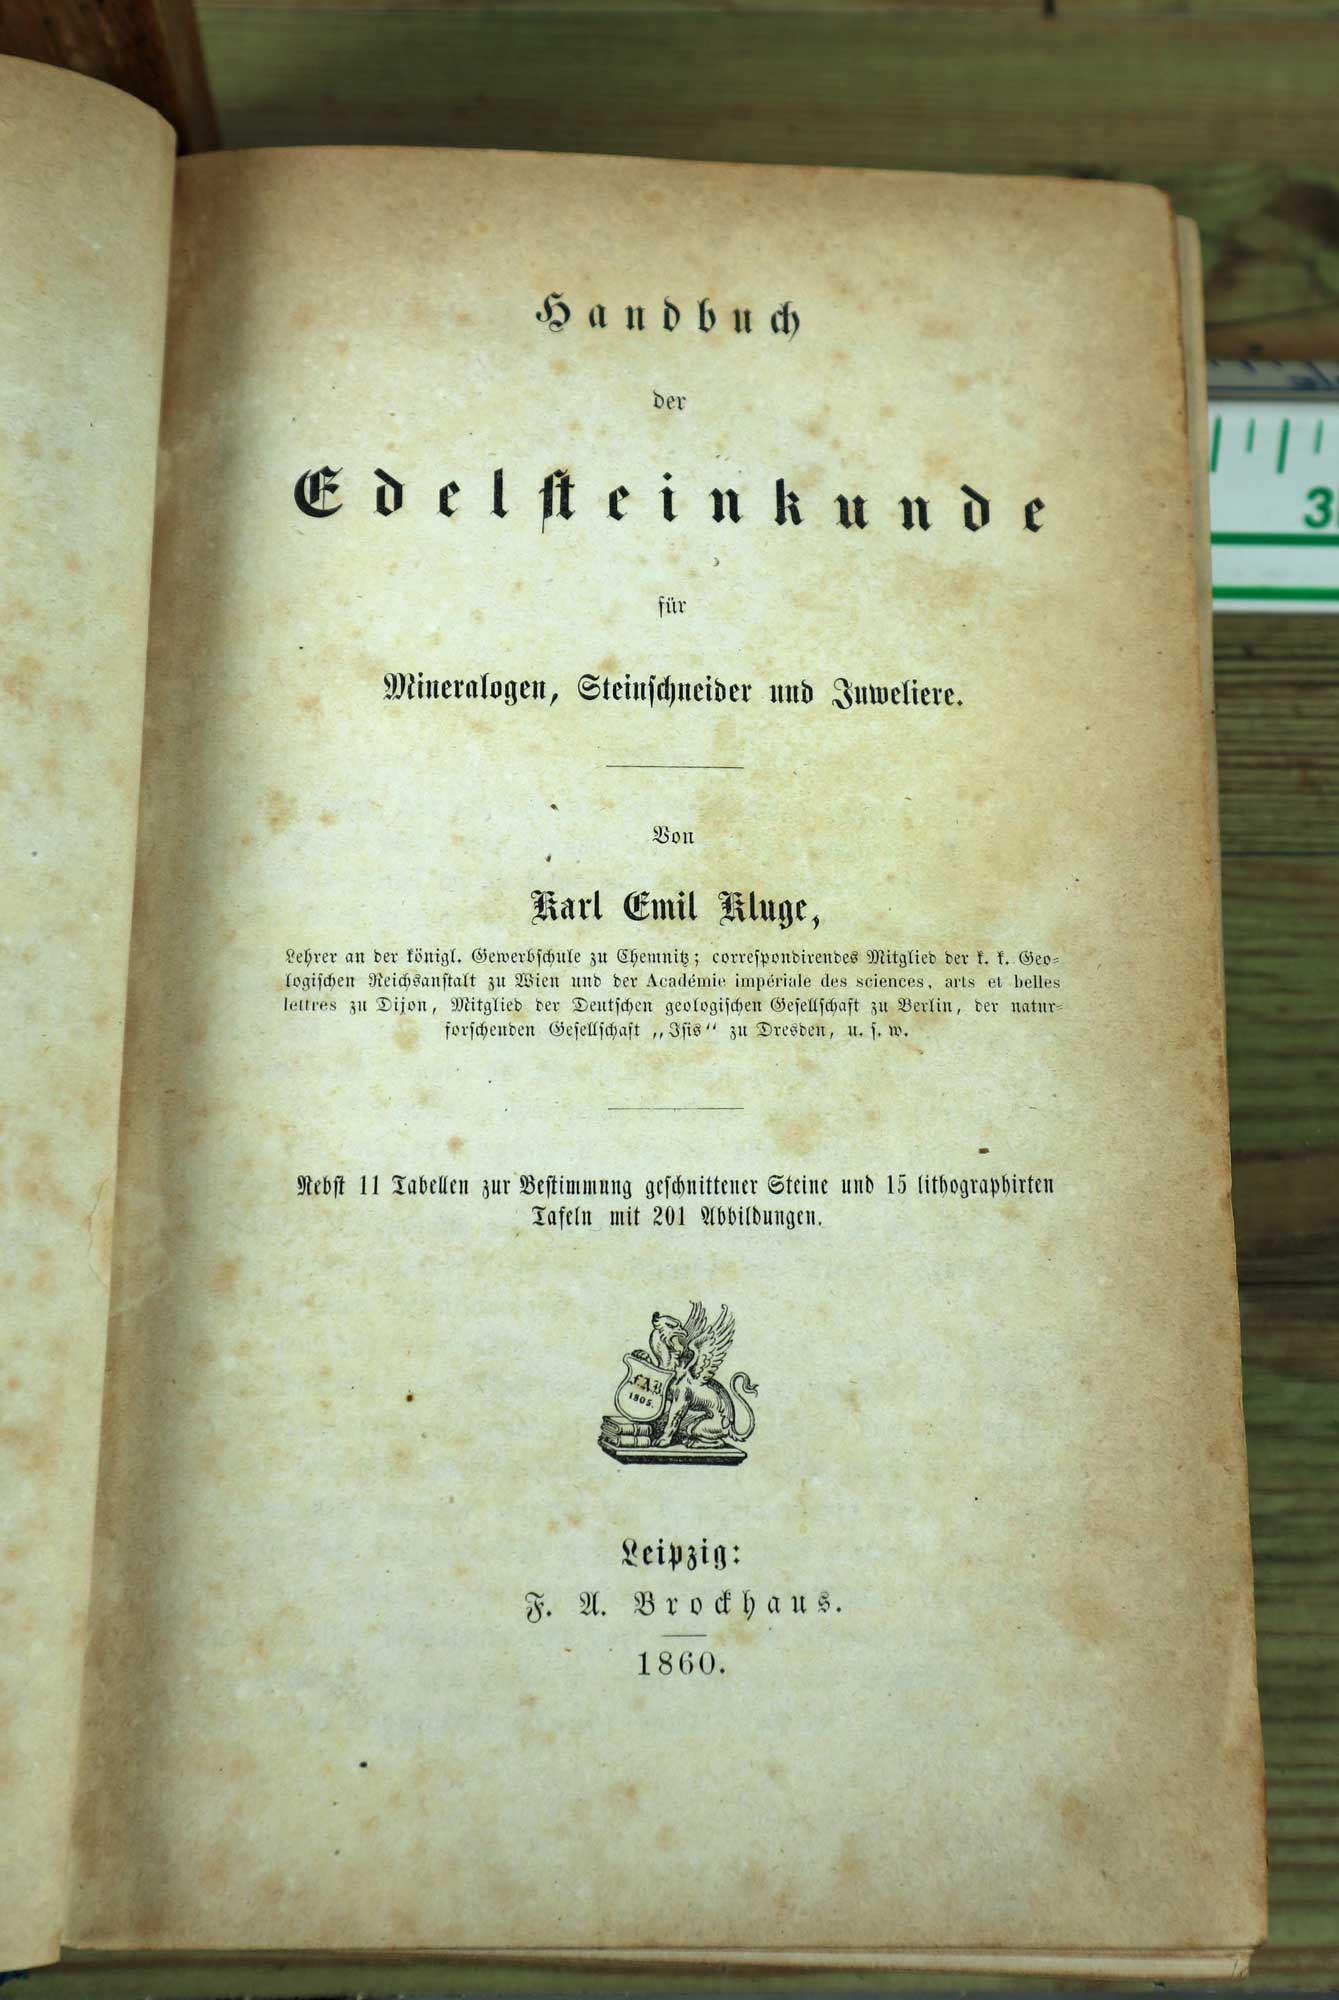 Handbuch
der
Edelsteinkunde
für
Mineralogen, Steinschneider und Juweliere.
Von
Karl Emil Kluge,
Lehrer an der königl. Gewerbschule zu Chemnitz; correspondirendes Mitglied der k. k. Geo-
logischen Reichsanstalt zu Wien und der Académie impériale des sciences, arts et belles
lettres zu Dijon, Mitglied der Deutschen geologischen Gesellschaft zu Berlin, der natur-
forschenden Gesellschaft „Isis“ zu Dresden, u. s. w.
Nebst 11 Tabellen zur Bestimmung geschnittener Steine und 15 lithographirten
Tafeln mit 201 Abbildungen.
F.A.B
1805.
Leipzig:
F. A. Brockhaus.
1860.